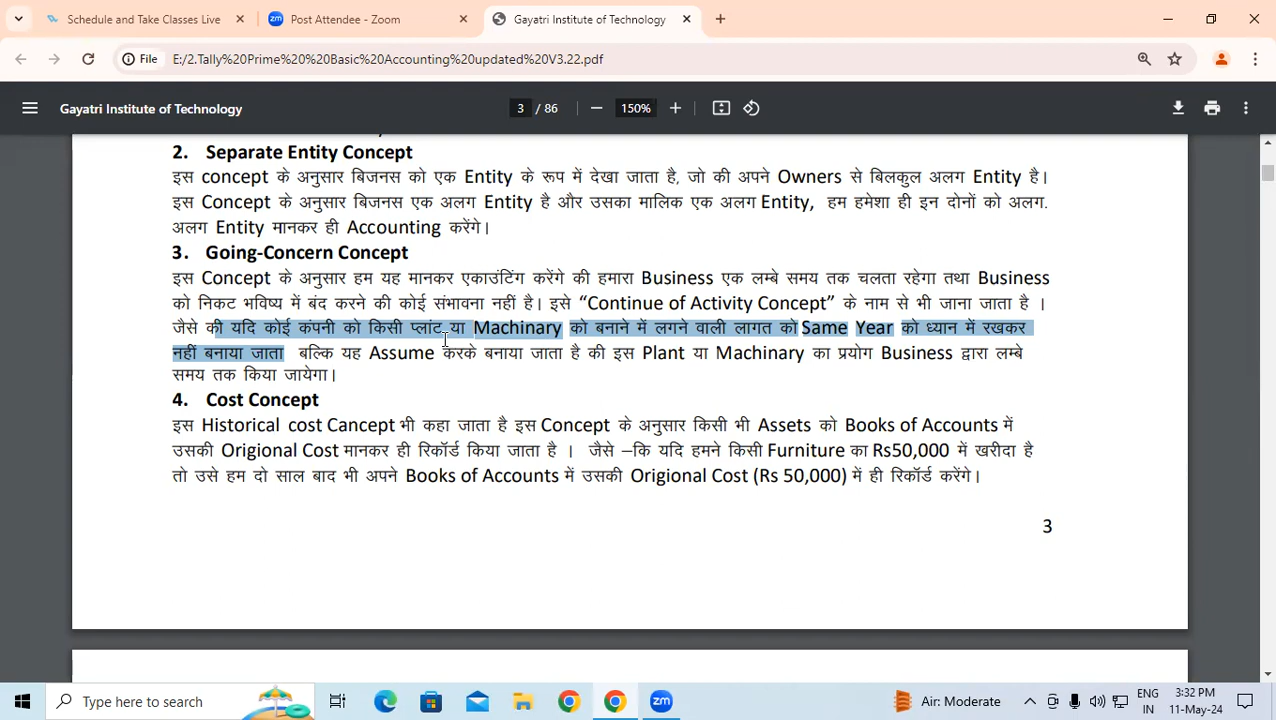 Schedule and Take Classes Live
Post Attendee - Zoom
Gayatri Institute of Technology
File
E:/2.Tally%20Prime%20%20Basic%20Accounting%20updated%20V3.22.pdf
Gayatri Institute of Technology
3 / 86
150%
2. Separate Entity Concept
इस concept के अनुसार बिजनस को एक Entity के रूप में देखा जाता है, जो की अपने Owners से बिलकुल अलग Entity है।
इस Concept के अनुसार बिजनस एक अलग Entity है और उसका मालिक एक अलग Entity, हम हमेशा ही इन दोनों को अलग.
अलग Entity मानकर ही Accounting करेंगे।
3. Going-Concern Concept
इस Concept के अनुसार हम यह मानकर एकाउंटिंग करेंगे की हमारा Business एक लम्बे समय तक चलता रहेगा तथा Business
को निकट भविष्य में बंद करने की कोई संभावना नहीं है। इसे “Continue of Activity Concept” के नाम से भी जाना जाता है ।
जैसे की यदि कोई कंपनी को किसी प्लांट या Machinary को बनाने में लगने वाली लागत को Same Year को ध्यान में रखकर
नहीं बनाया जाता बल्कि यह Assume करके बनाया जाता है की इस Plant या Machinary का प्रयोग Business द्वारा लम्बे
समय तक किया जायेगा।
4. Cost Concept
इस Historical cost Cancept भी कहा जाता है इस Concept के अनुसार किसी भी Assets को Books of Accounts में
उसकी Origional Cost मानकर ही रिकॉर्ड किया जाता है । जैसे –कि यदि हमने किसी Furniture का Rs50,000 में खरीदा है
तो उसे हम दो साल बाद भी अपने Books of Accounts में उसकी Origional Cost (Rs 50,000) में ही रिकॉर्ड करेंगे।
3
Type here to search
zm
Air: Moderate
ENG
IN
3:32 PM
11-May-24